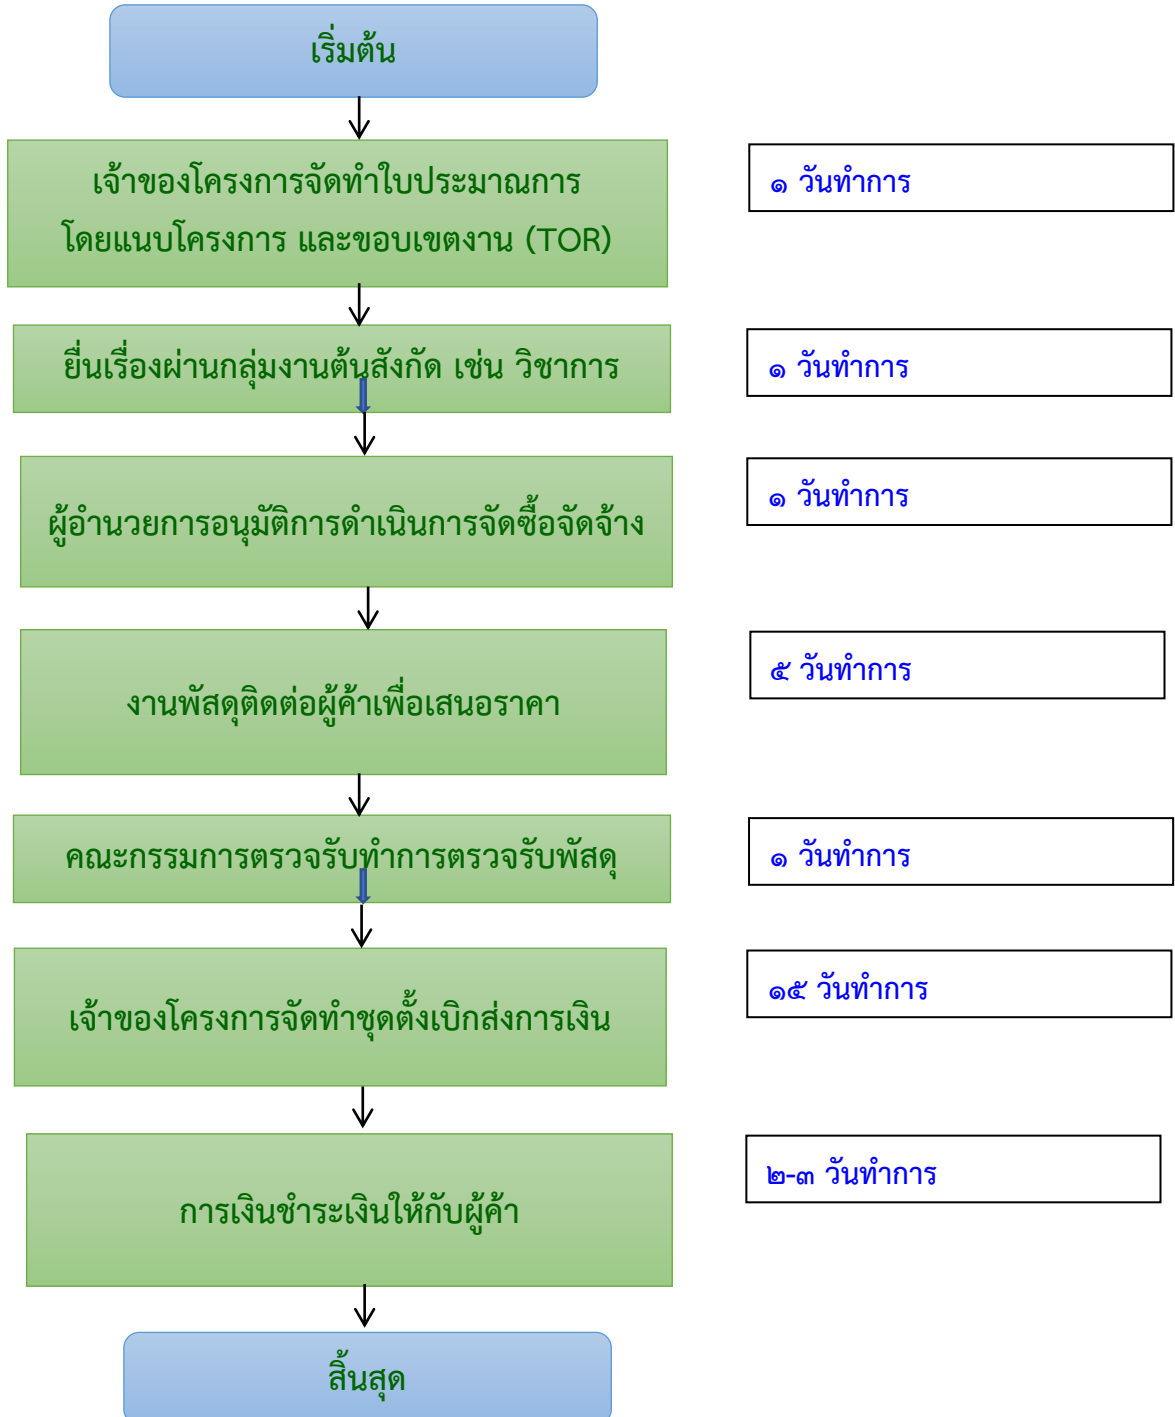 เริ่มต้น
เจ้าของโครงการจัดทำใบประมาณการ
โดยแนบโครงการ และขอบเขตงาน (TOR)
๑ วันทำการ
ยื่นเรื่องผ่านกลุ่มงานต้นสังกัด เช่น วิชาการ
๑ วันทำการ
ผู้อำนวยการอนุมัติการดำเนินการจัดซื้อจัดจ้าง
๑ วันทำการ
งานพัสดุติดต่อผู้ค้าเพื่อเสนอราคา
๕ วันทำการ
คณะกรรมการตรวจรับทำการตรวจรับพัสดุ
๑ วันทำการ
เจ้าของโครงการจัดทำชุดตั้งเบิกส่งการเงิน
๑๕ วันทำการ
การเงินชำระเงินให้กับผู้ค้า
๒-๓ วันทำการ
สิ้นสุด